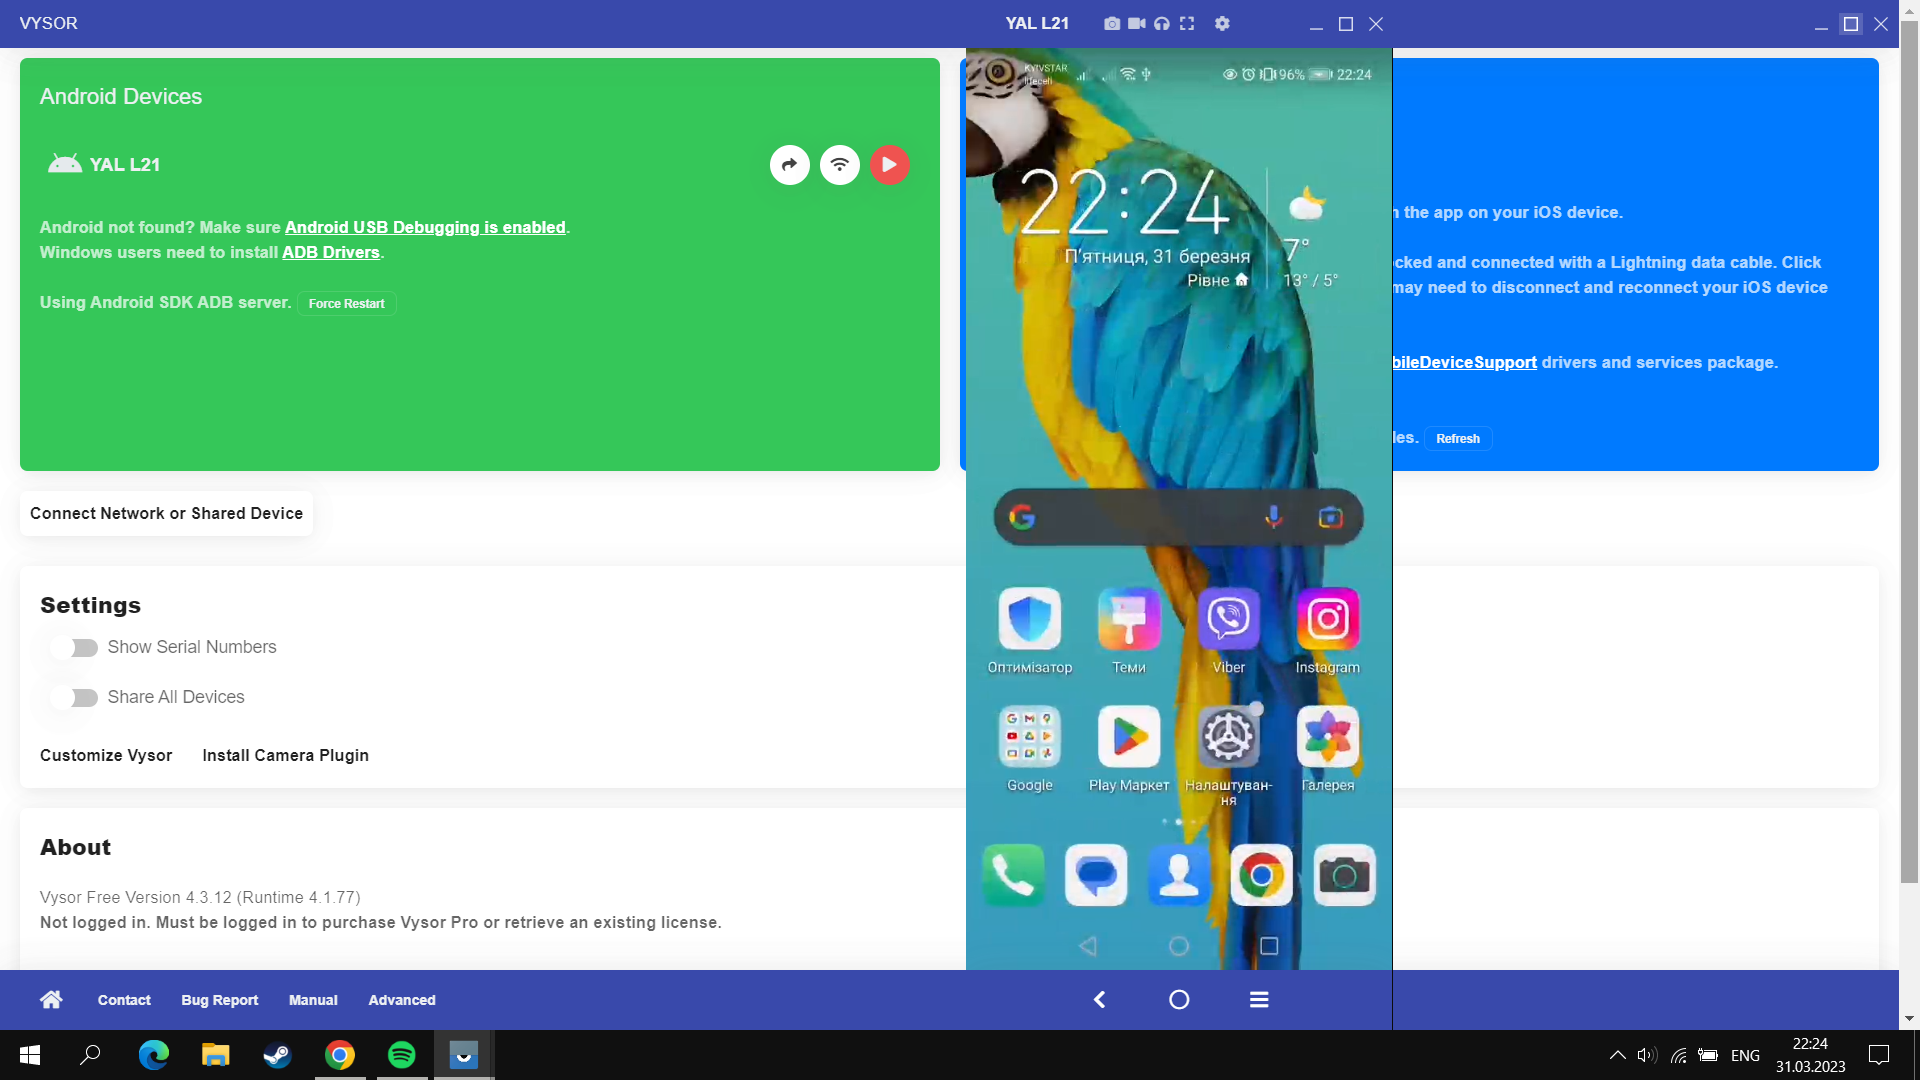 VYSOR
YAL L21
Android Devices
YAL L21
Android not found? Make sure Android USB Debugging is enabled.
Windows users need to install ADB Drivers.
Using Android SDK ADB server. Force Restart
the app on your iOS device.
cked and connected with a Lightning data cable. Click
may need to disconnect and reconnect your iOS device
bileDeviceSupport drivers and services package.
les. Refresh
KYIVSTAR
lifecell
96%
22:24
22:24
П'ятниця, 31 березня
Рівне
7°
13° / 5°
Оптимізатор
Теми
Viber
Instagram
Google
Play Маркет
Налаштуван-
ня
Галерея
Connect Network or Shared Device
Settings
Show Serial Numbers
Share All Devices
Customize Vysor
Install Camera Plugin
About
Vysor Free Version 4.3.12 (Runtime 4.1.77)
Not logged in. Must be logged in to purchase Vysor Pro or retrieve an existing license.
Contact
Bug Report
Manual
Advanced
ENG
22:24
31.03.2023